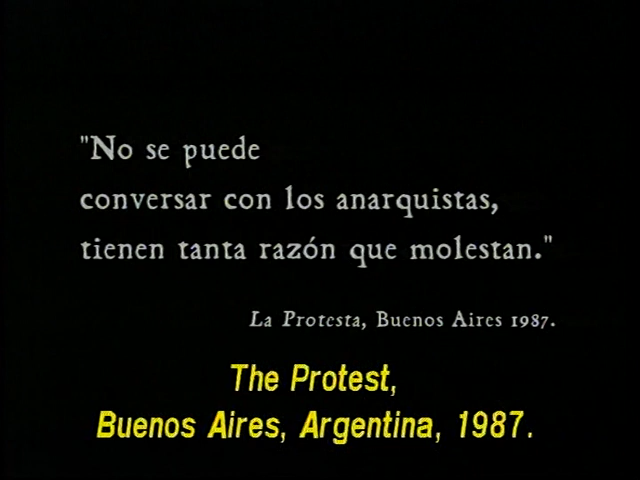 "No se puede
conversar con los anarquistas,
tienen tanta razón que molestan."
La Protesta, Buenos Aires 1987.
The Protest,
Buenos Aires, Argentina, 1987.